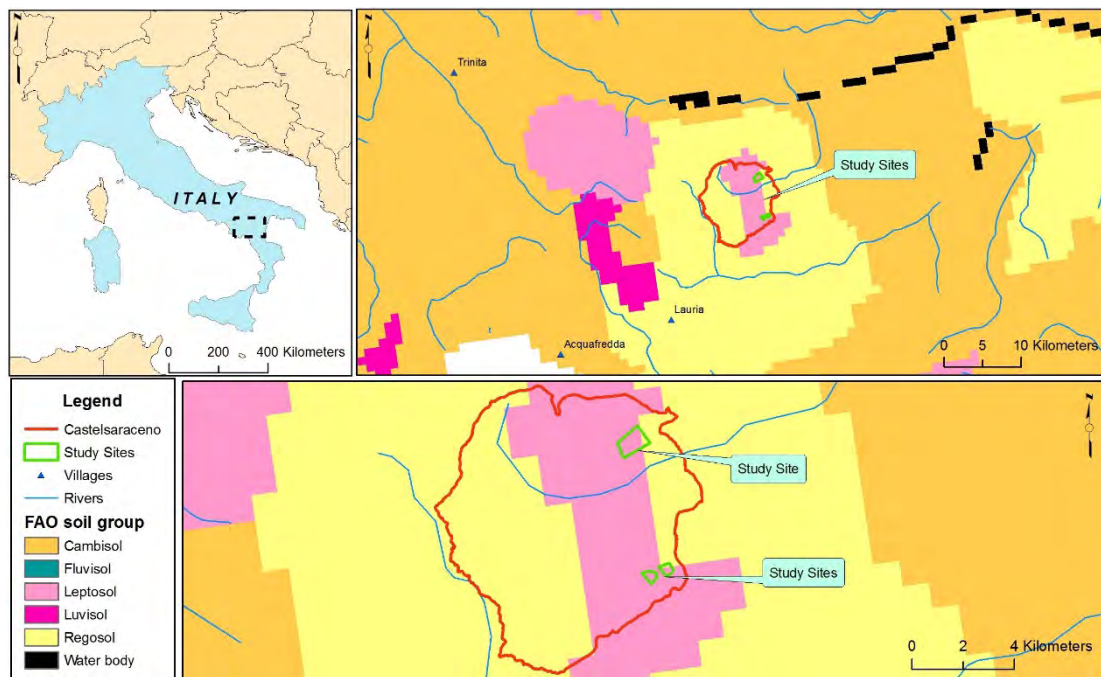 N
ITALY
0 200 400 Kilometers
N
Trinita
Study Sites
Lauria
Acquafredda
0 5 10 Kilometers
Legend
Castelsaraceno
Study Sites
Villages
Rivers
FAO soil group
Cambisol
Fluvisol
Leptosol
Luvisol
Regosol
Water body
N
Study Site
Study Sites
0 2 4 Kilometers